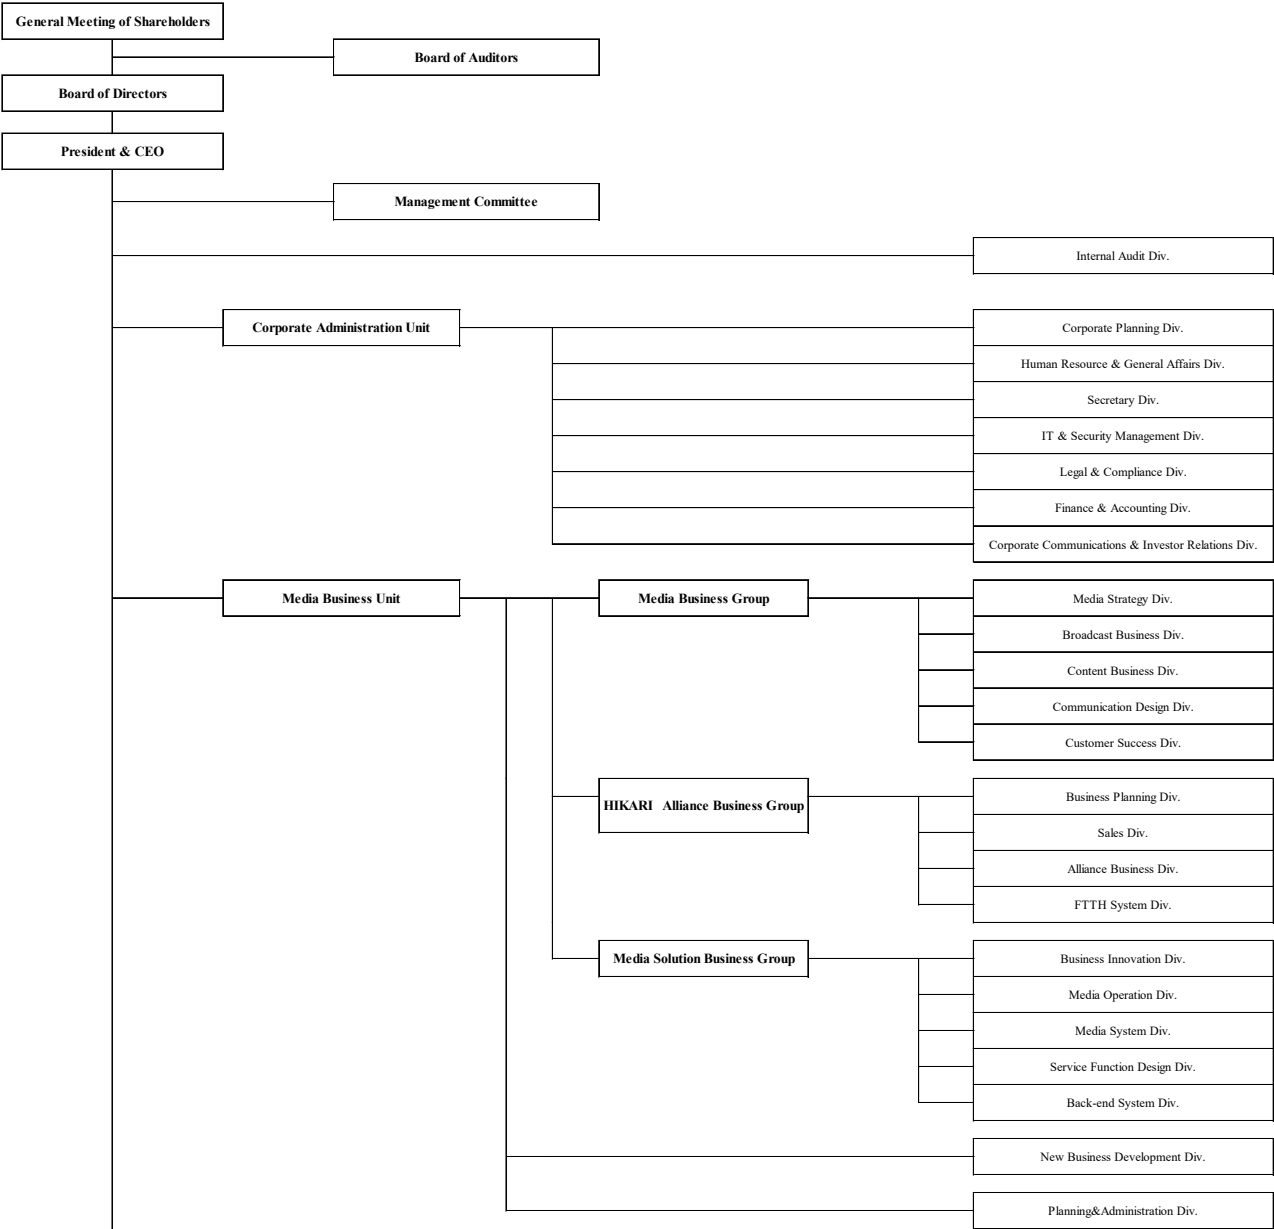 General Meeting of Shareholders
Board of Auditors
Board of Directors
President & CEO
Management Committee
Internal Audit Div.
Corporate Administration Unit
Corporate Planning Div.
Human Resource & General Affairs Div.
Secretary Div.
IT & Security Management Div.
Legal & Compliance Div.
Finance & Accounting Div.
Corporate Communications & Investor Relations Div.
Media Business Unit
Media Business Group
Media Strategy Div.
Broadcast Business Div.
Content Business Div.
Communication Design Div.
Customer Success Div.
HIKARI Alliance Business Group
Business Planning Div.
Sales Div.
Alliance Business Div.
FTTH System Div.
Media Solution Business Group
Business Innovation Div.
Media Operation Div.
Media System Div.
Service Function Design Div.
Back-end System Div.
New Business Development Div.
Planning&Administration Div.